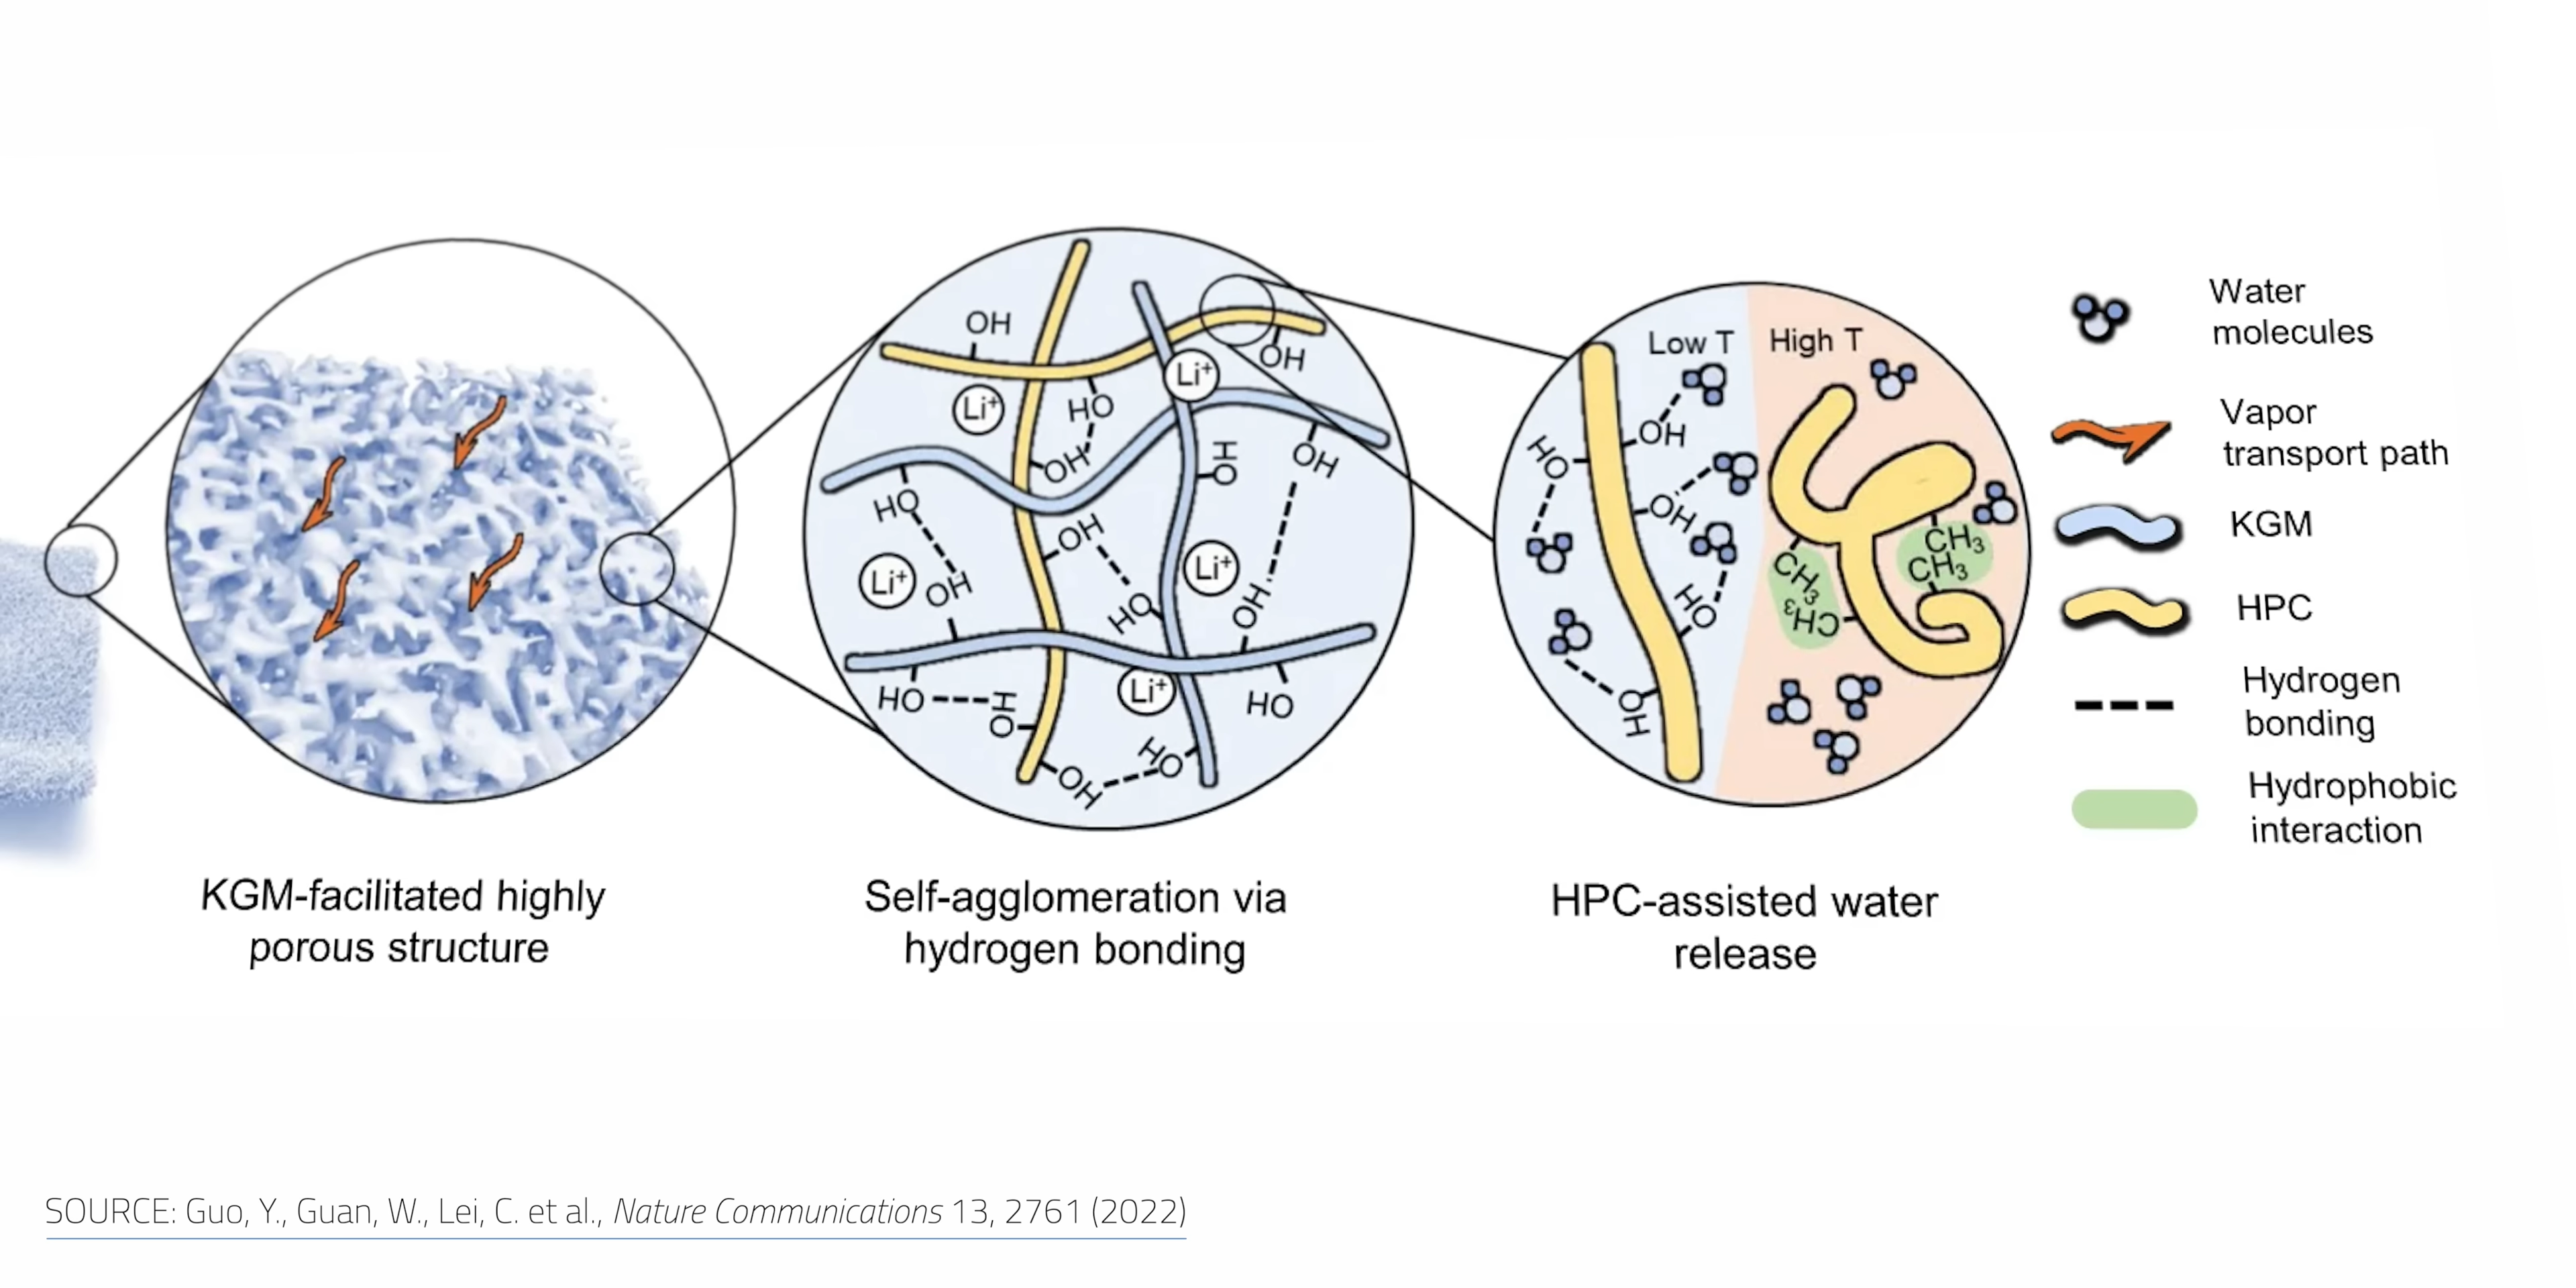 OH
Li⁺
HO
OH
Li⁺
OH
HO
OH
HO
OH
Li⁺
OH
HO
Li⁺
OH
HO
HO
HO
Li⁺
HO
OH
HO
Low T
High T
OH
HO
OH
HO
OH
CH₃
CH₃
CH₃
CH₃
Water
molecules
Vapor
transport path
KGM
HPC
Hydrogen
bonding
Hydrophobic
interaction
KGM-facilitated highly
porous structure
Self-agglomeration via
hydrogen bonding
HPC-assisted water
release
SOURCE: Guo, Y., Guan, W., Lei, C. et al., Nature Communications 13, 2761 (2022)